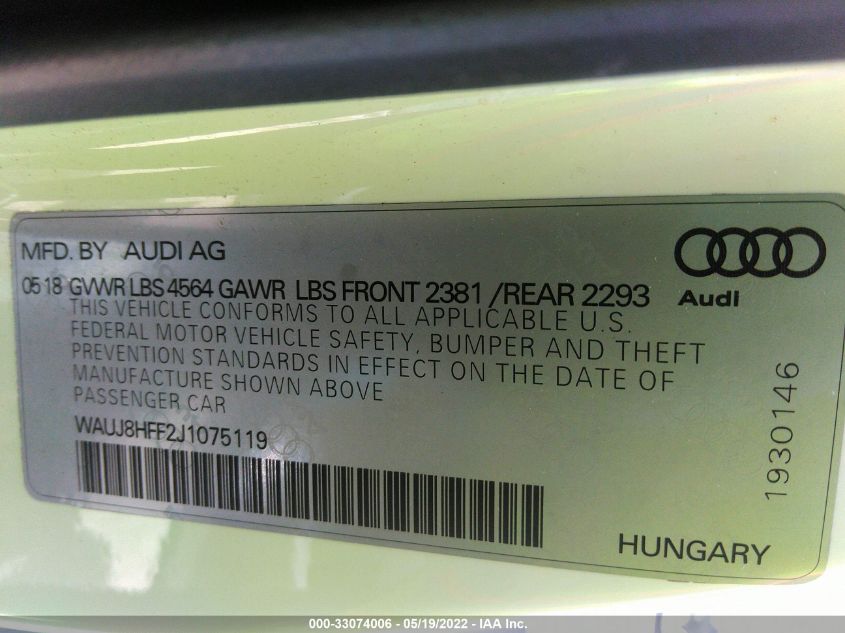 MFD. BY AUDI AG
05 18 GVWR LBS 4564 GAWR LBS FRONT 2381 /REAR 2293
Audi
THIS VEHICLE CONFORMS TO ALL APPLICABLE U.S.
FEDERAL MOTOR VEHICLE SAFETY, BUMPER AND THEFT
PREVENTION STANDARDS IN EFFECT ON THE DATE OF
MANUFACTURE SHOWN ABOVE
PASSENGER CAR
WAUJ8HFF2J1075119
1930146
HUNGARY
000-33074006 - 05/19/2022 - IAA Inc.